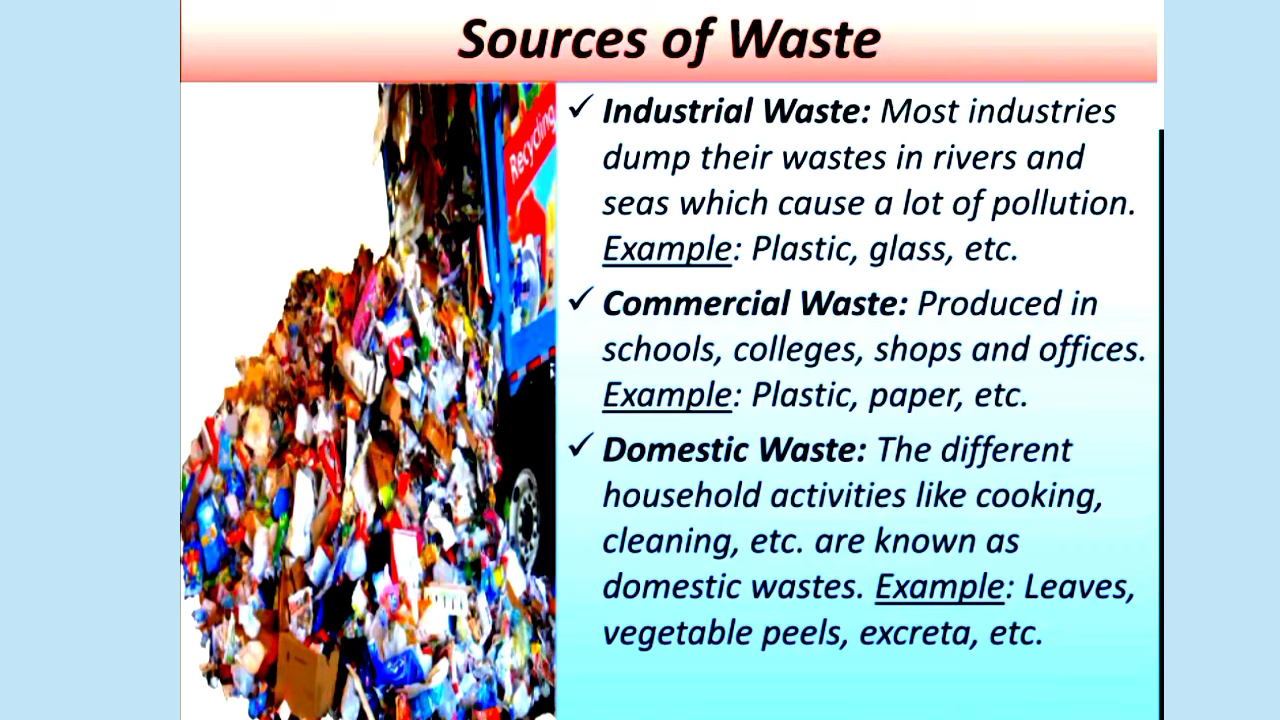 Sources of Waste
Recycling
✓ Industrial Waste: Most industries
dump their wastes in rivers and
seas which cause a lot of pollution.
Example: Plastic, glass, etc.
✓ Commercial Waste: Produced in
schools, colleges, shops and offices.
Example: Plastic, paper, etc.
✓ Domestic Waste: The different
household activities like cooking,
cleaning, etc. are known as
domestic wastes. Example: Leaves,
vegetable peels, excreta, etc.